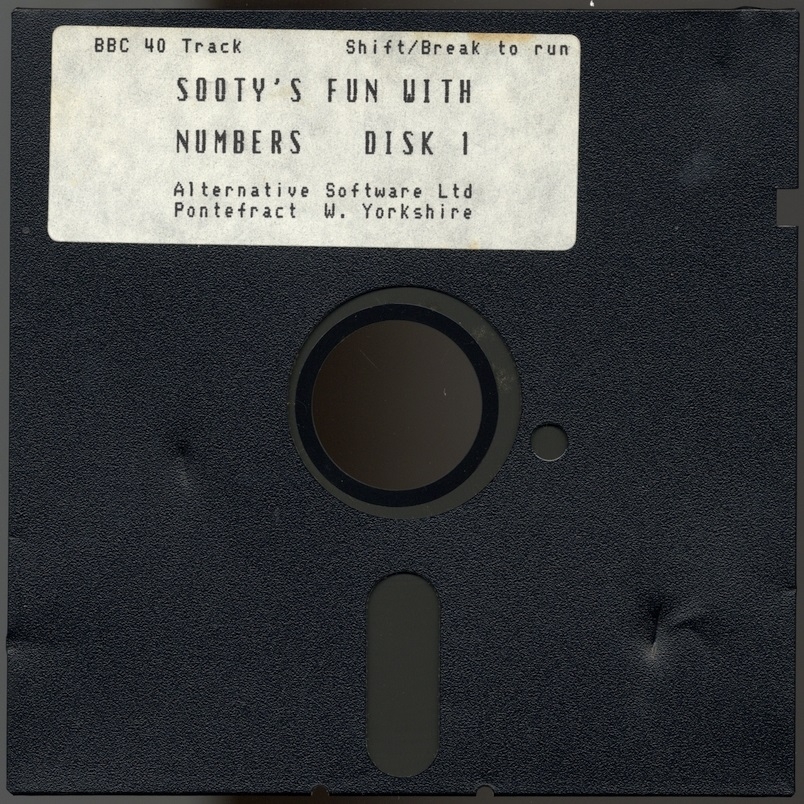 BBC 40 Track Shift/Break to run
SOOTY'S FUN WITH
NUMBERS DISK 1
Alternative Software Ltd
Pontefract W. Yorkshire